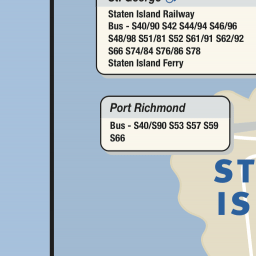 St. George
Staten Island Railway
Bus - S40/90 S42 S44/94 S46/96
S48/98 S51/81 S52 S61/91 S62/92
S66 S74/84 S76/86 S78
Staten Island Ferry
Port Richmond
Bus - S40/S90 S53 S57 S59
S66
ST
IS